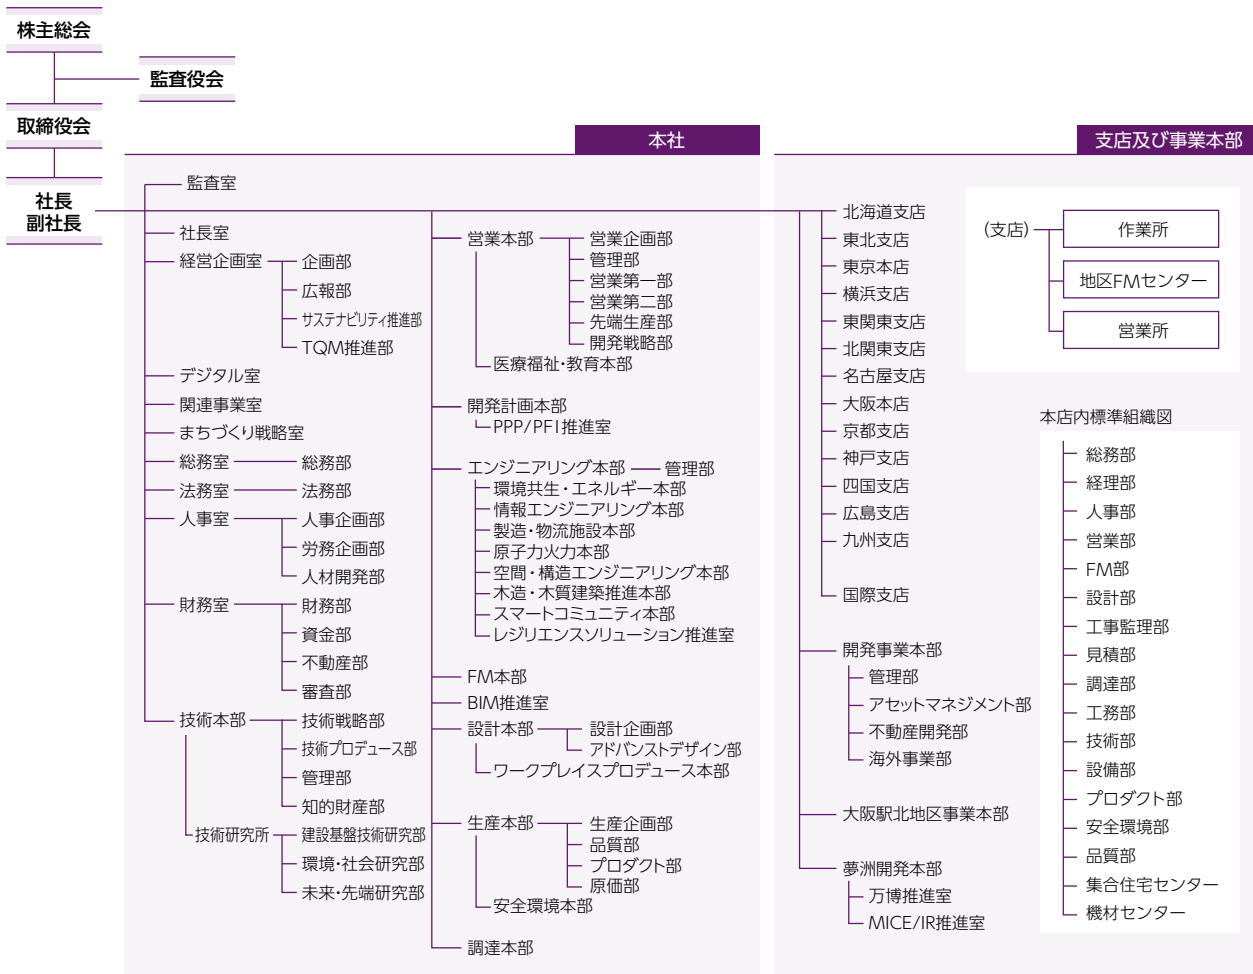 株主総会
監査役会
取締役会
社長
副社長
本社
監査室
社長室
経営企画室
企画部
広報部
サステナビリティ推進部
TQM推進部
デジタル室
関連事業室
まちづくり戦略室
総務室
総務部
法務室
法務部
人事室
人事企画部
労務企画部
人材開発部
財務室
財務部
資金部
不動産部
審査部
技術本部
技術戦略部
技術プロデュース部
管理部
知的財産部
技術研究所
建設基盤技術研究部
環境・社会研究部
未来・先端研究部
営業本部
営業企画部
管理部
営業第一部
営業第二部
先端生産部
開発戦略部
医療福祉・教育本部
開発計画本部
PPP/PFI推進室
エンジニアリング本部
管理部
環境共生・エネルギー本部
情報エンジニアリング本部
製造・物流施設本部
原子力火力本部
空間・構造エンジニアリング本部
木造・木質建築推進本部
スマートコミュニティ本部
レジリエンスソリューション推進室
FM本部
BIM推進室
設計本部
設計企画部
アドバンストデザイン部
ワークプレイスプロデュース本部
生産本部
生産企画部
品質部
プロダクト部
原価部
安全環境本部
調達本部
支店及び事業本部
北海道支店
東北支店
東京本店
横浜支店
東関東支店
北関東支店
名古屋支店
大阪本店
京都支店
神戸支店
四国支店
広島支店
九州支店
国際支店
開発事業本部
管理部
アセットマネジメント部
不動産開発部
海外事業部
大阪駅北地区事業本部
夢洲開発本部
万博推進室
MICE/IR推進室
(支店)
作業所
地区FMセンター
営業所
本店内標準組織図
総務部
経理部
人事部
営業部
FM部
設計部
工事監理部
見積部
調達部
工務部
技術部
設備部
プロダクト部
安全環境部
品質部
集合住宅センター
機材センター